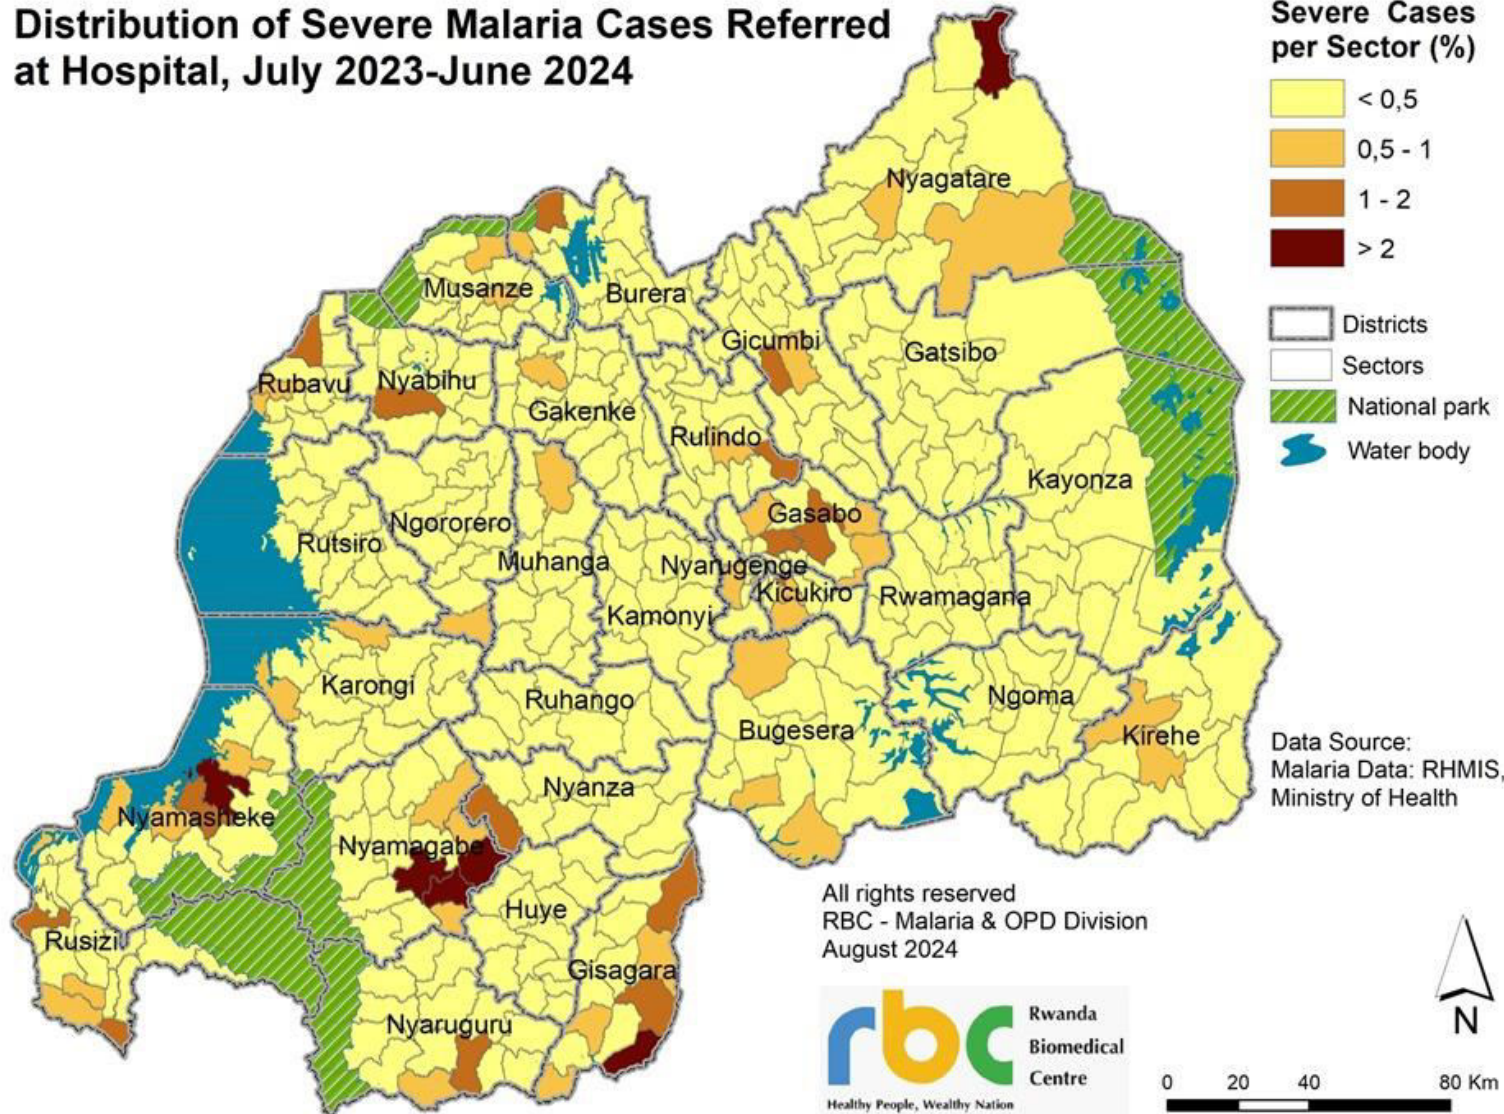 Distribution of Severe Malaria Cases Referred
at Hospital, July 2023-June 2024
Severe Cases
per Sector (%)
< 0,5
0,5 - 1
1 - 2
> 2
Districts
Sectors
National park
Water body
Nyagatare
Musanze
Burera
Gicumbi
Gatsibo
Rubavu
Nyabihu
Gakenke
Rulindo
Kayonza
Gasabo
Ngororero
Rutsiro
Muhanga
Nyarugenge
Kicukiro
Rwamagana
Kamonyi
Karongi
Ruhango
Ngoma
Bugesera
Kirehe
Nyanza
Nyamasheke
Nyamagabe
Huye
Rusizi
Gisagara
Nyaruguru
Data Source:
Malaria Data: RHMIS,
Ministry of Health
All rights reserved
RBC - Malaria & OPD Division
August 2024
rbc
Rwanda
Biomedical
Centre
Healthy People, Wealthy Nation
N
0 20 40 80 Km